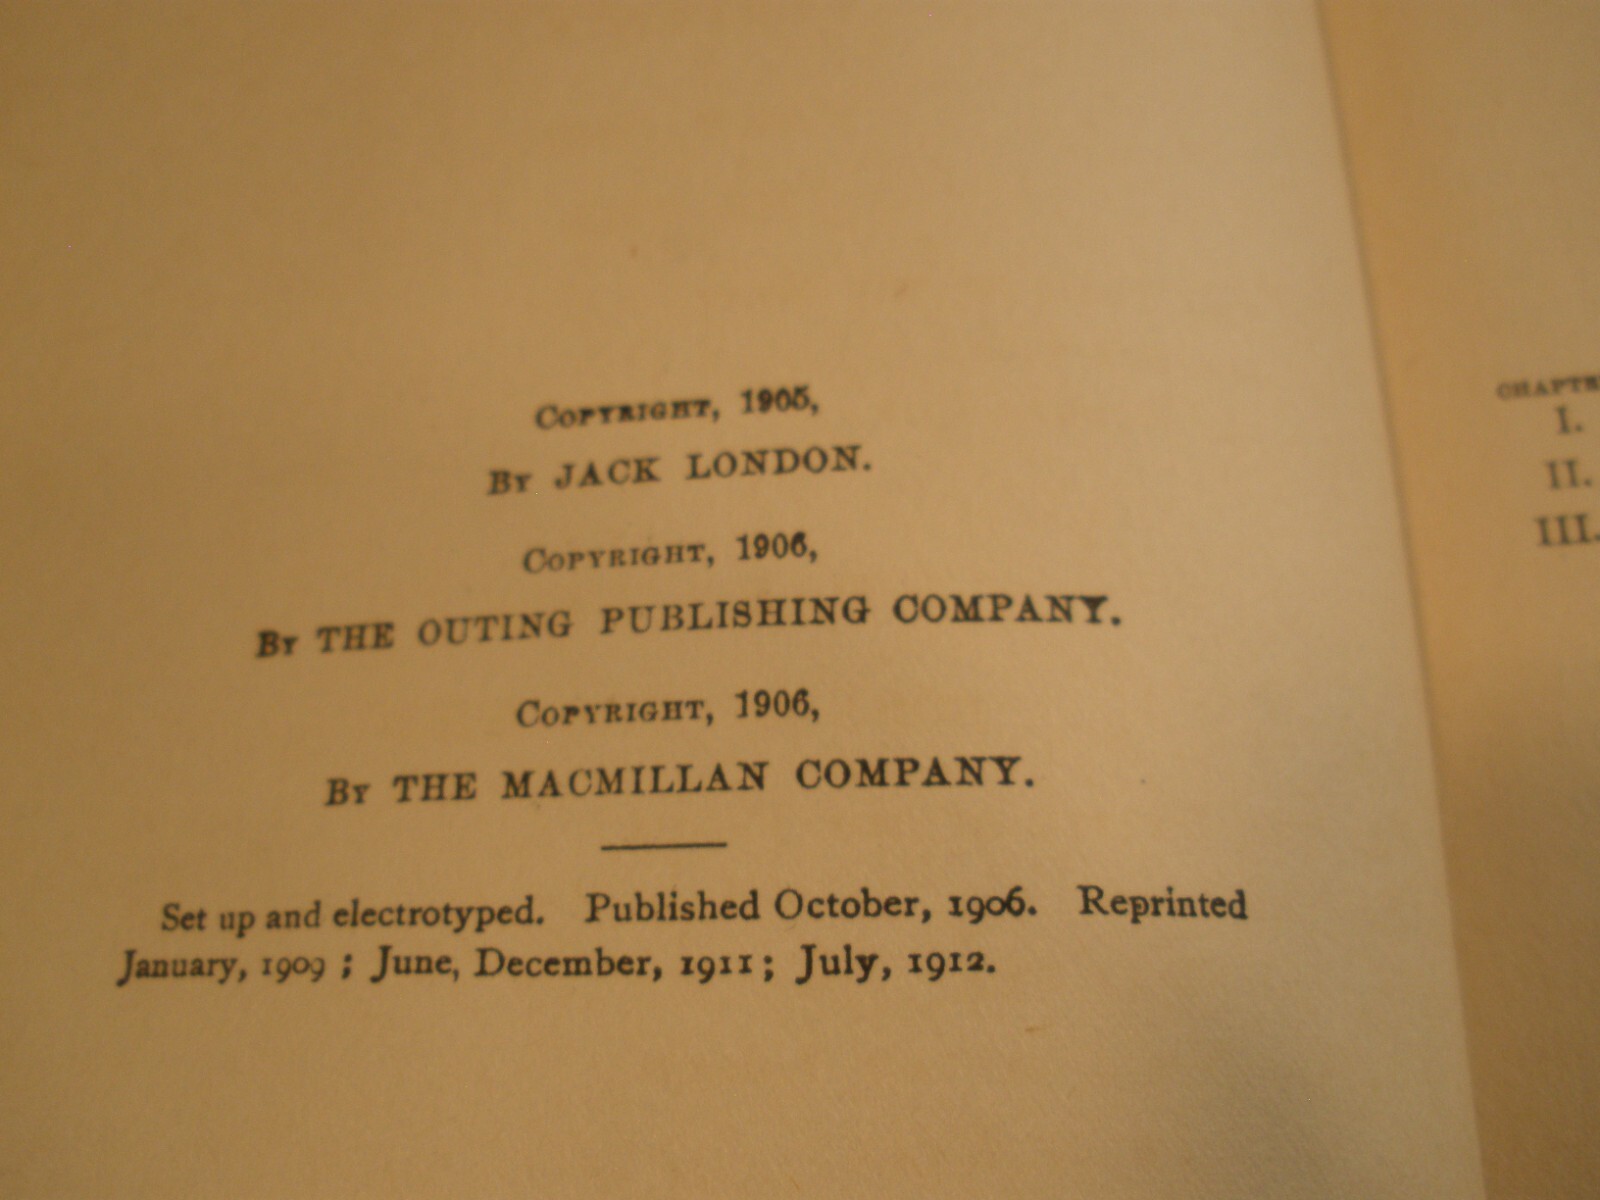 Copyright, 1905,
By JACK LONDON.
Copyright, 1906,
By THE OUTING PUBLISHING COMPANY.
Copyright, 1906,
By THE MACMILLAN COMPANY.
Set up and electrotyped. Published October, 1906. Reprinted
January, 1909 ; June, December, 1911 ; July, 1912.
CHAPTE
I.
II.
III.